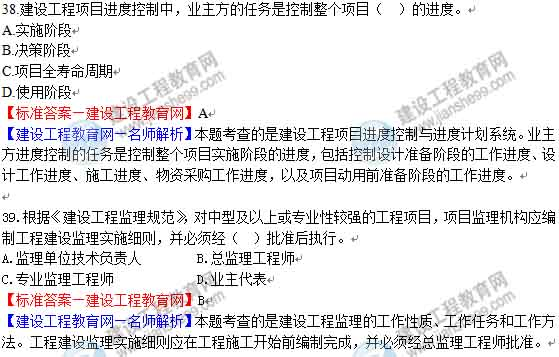 38.建设工程项目进度控制中，业主方的任务是控制整个项目（　）的进度。
A.实施阶段
B.决策阶段
C.项目全寿命周期
D.使用阶段
【标准答案—建设工程教育网】A
【建设工程教育网—名师解析】本题考查的是建设工程项目进度控制与进度计划系统。业主
方进度控制的任务是控制整个项目实施阶段的进度，包括控制设计准备阶段的工作进度、设
计工作进度、施工进度、物资采购工作进度，以及项目动用前准备阶段的工作进度。
39.根据《建设工程监理规范》，对中型及以上或专业性较强的工程项目，项目监理机构应编
制工程建设监理实施细则，并必须经（　）批准后执行。
A.监理单位技术负责人　　B.总监理工程师
C.专业监理工程师　　D.业主代表
【标准答案—建设工程教育网】B
【建设工程教育网—名师解析】本题考查的是建设工程监理的工作性质、工作任务和工作方
法。工程建设监理实施细则应在工程施工开始前编制完成，并必须经总监理工程师批准。
建设工程教育网
www.jianshe99.com
建设工程教育网
www.jianshe99.com